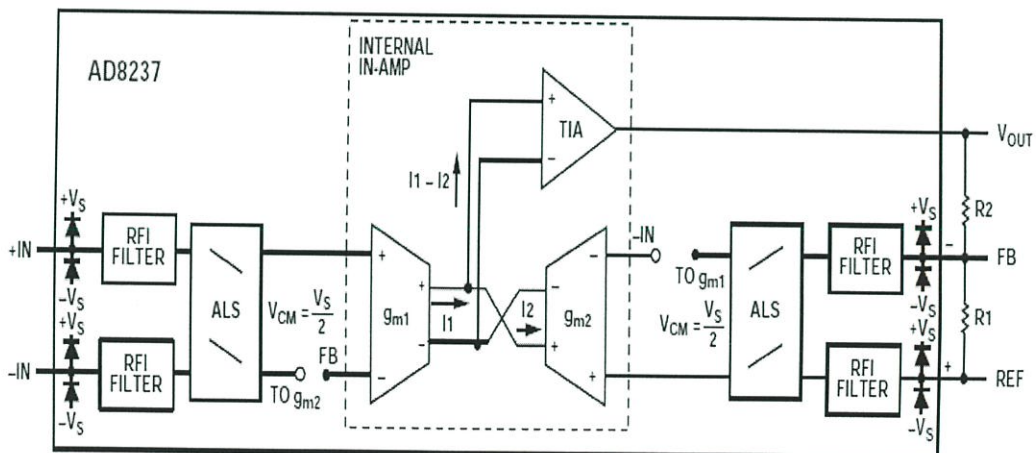 AD8237
INTERNAL
IN-AMP
+
TIA
−
VOUT
I1 – I2
R2
+VS
+IN
−VS
RFI
FILTER
ALS
VCM = VS/2
+
gm1
+
−
−
I1
I2
−
+
gm2
−
+
−IN
TO gm1
VCM = VS/2
ALS
RFI
FILTER
+VS
−
−VS
FB
R1
+VS
−IN
−VS
RFI
FILTER
TO gm2
FB
RFI
FILTER
+VS
+
−VS
REF